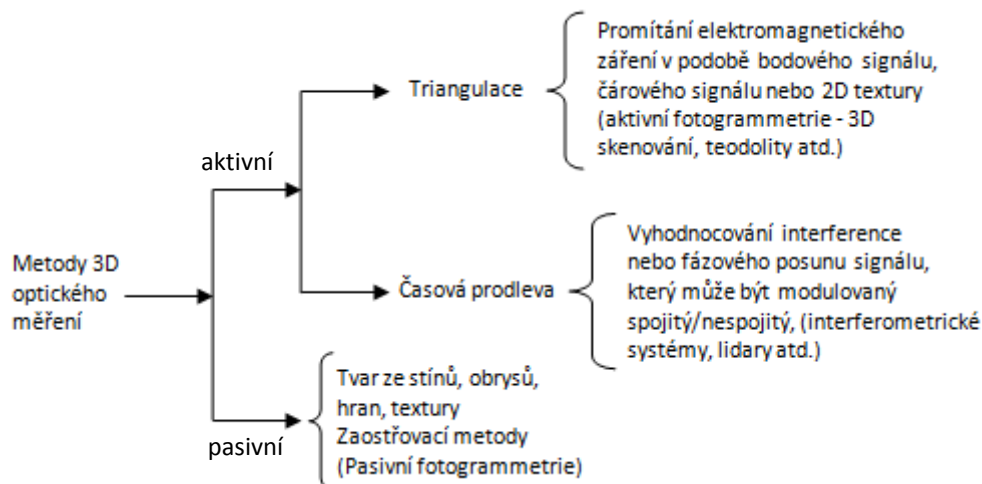 Metody 3D
optického
měření
aktivní
Triangulace
Promítání elektromagnetického
záření v podobě bodového signálu,
čárového signálu nebo 2D textury
(aktivní fotogrammetrie - 3D
skenování, teodolity atd.)
Časová prodleva
Vyhodnocování interference
nebo fázového posunu signálu,
který může být modulovaný
spojitý/nespojitý, (interferometrické
systémy, lidary atd.)
pasivní
Tvar ze stínů, obrysů,
hran, textury
Zaostřovací metody
(Pasivní fotogrammetrie)